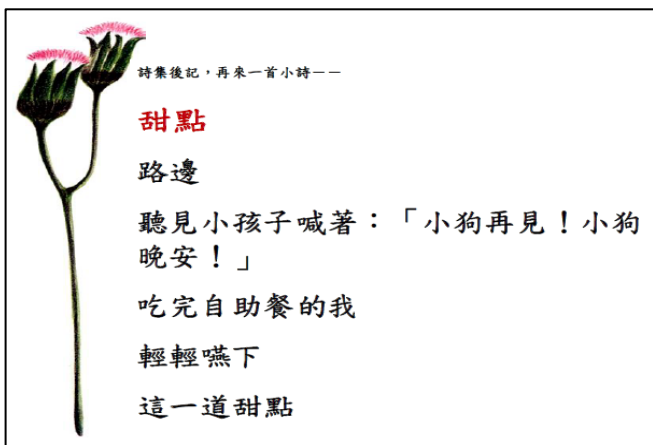 詩集後記，再來一首小詩——
甜點
路邊
聽見小孩子喊著：「小狗再見！小狗
晚安！」
吃完自助餐的我
輕輕嚥下
這一道甜點